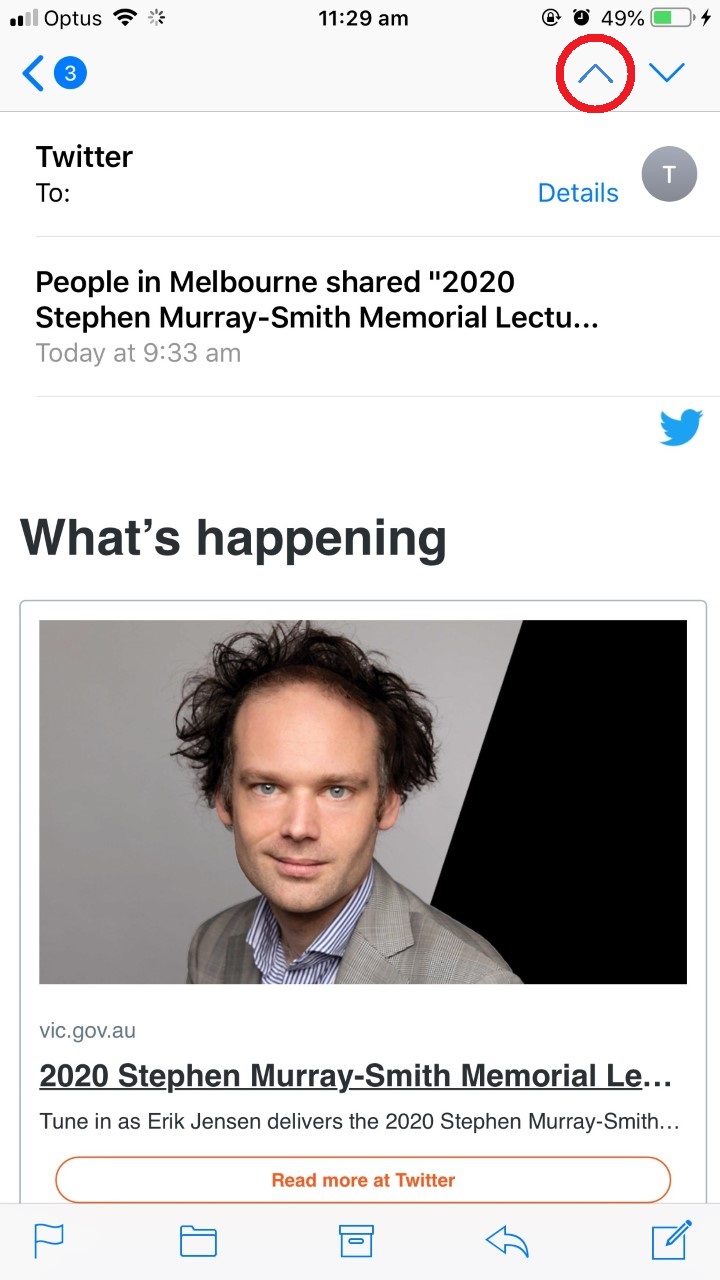 Optus 11:29 am 49%
3
Twitter
T
To:
Details
People in Melbourne shared "2020
Stephen Murray-Smith Memorial Lectu...
Today at 9:33 am
What's happening
vic.gov.au
2020 Stephen Murray-Smith Memorial Le...
Tune in as Erik Jensen delivers the 2020 Stephen Murray-Smith...
Read more at Twitter